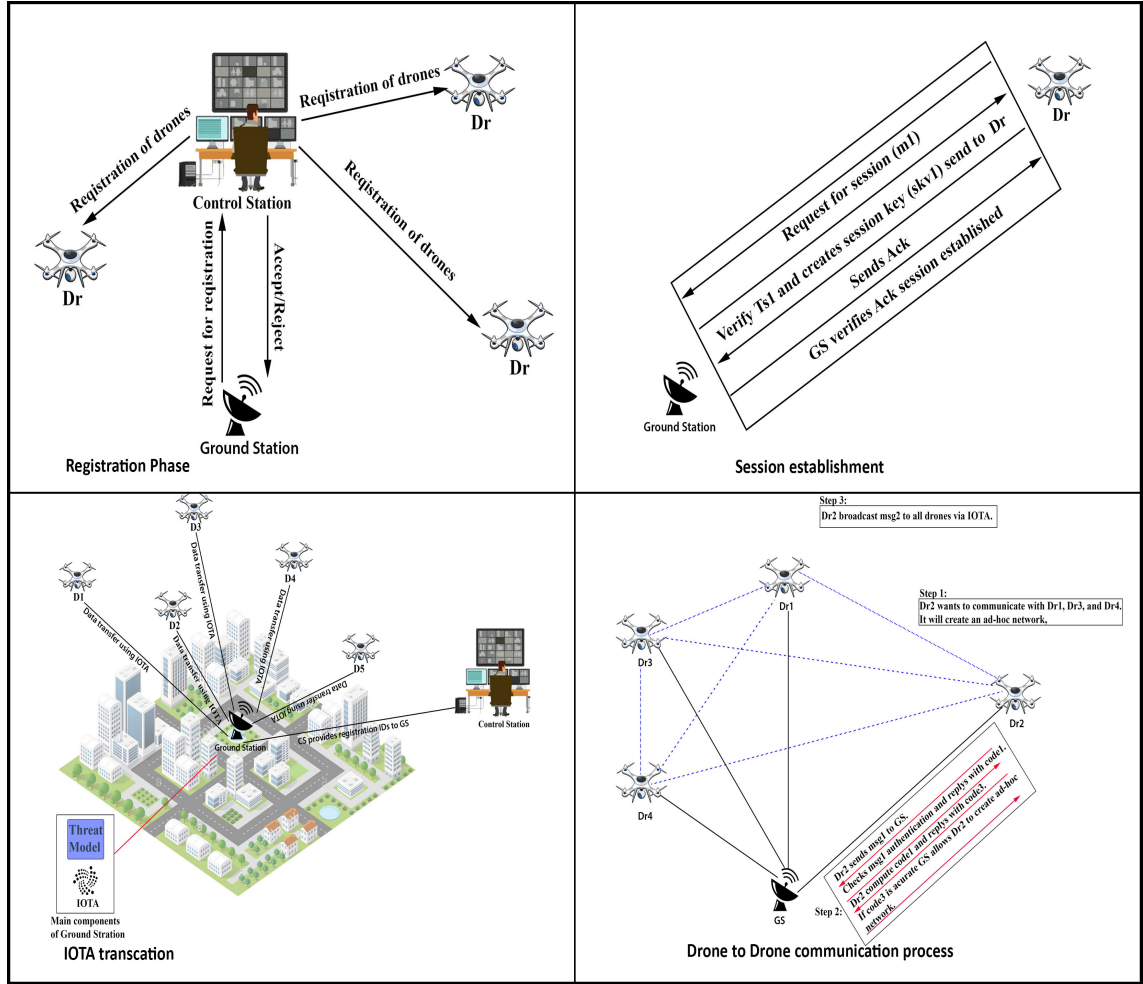 Reqistration of drones
Dr
Reqistration of drones
Dr
Control Station
Reqistration of drones
Dr
Request for reqistration
Accept/Reject
Ground Station
Registration Phase
Dr
Request for session (m1)
Verify Ts1 and creates session key (skv1) send to Dr
Sends Ack
GS verifies Ack session established
Ground Station
Session establishment
D3
D1
D4
D2
D5
Data transfer using IOTA
Data transfer using IOTA
Data transfer using IOTA
Data transfer using IOTA
Data transfer using IOTA
Control Station
CS provides registration IDs to GS
Ground Station
Threat
Model
IOTA
Main components
of Ground Stration
IOTA transcation
Step 3:
Dr2 broadcast msg2 to all drones via IOTA.
Dr1
Step 1:
Dr2 wants to communicate with Dr1, Dr3, and Dr4.
It will create an ad-hoc network,
Dr3
Dr2
Dr4
GS
Step 2:
Dr2 sends msg1 to GS.
Checks msg1 authentication and replys with code1.
Dr2 compute code1 and replys with code3.
If code3 is acurate GS allows Dr2 to create ad-hoc
network.
Drone to Drone communication process